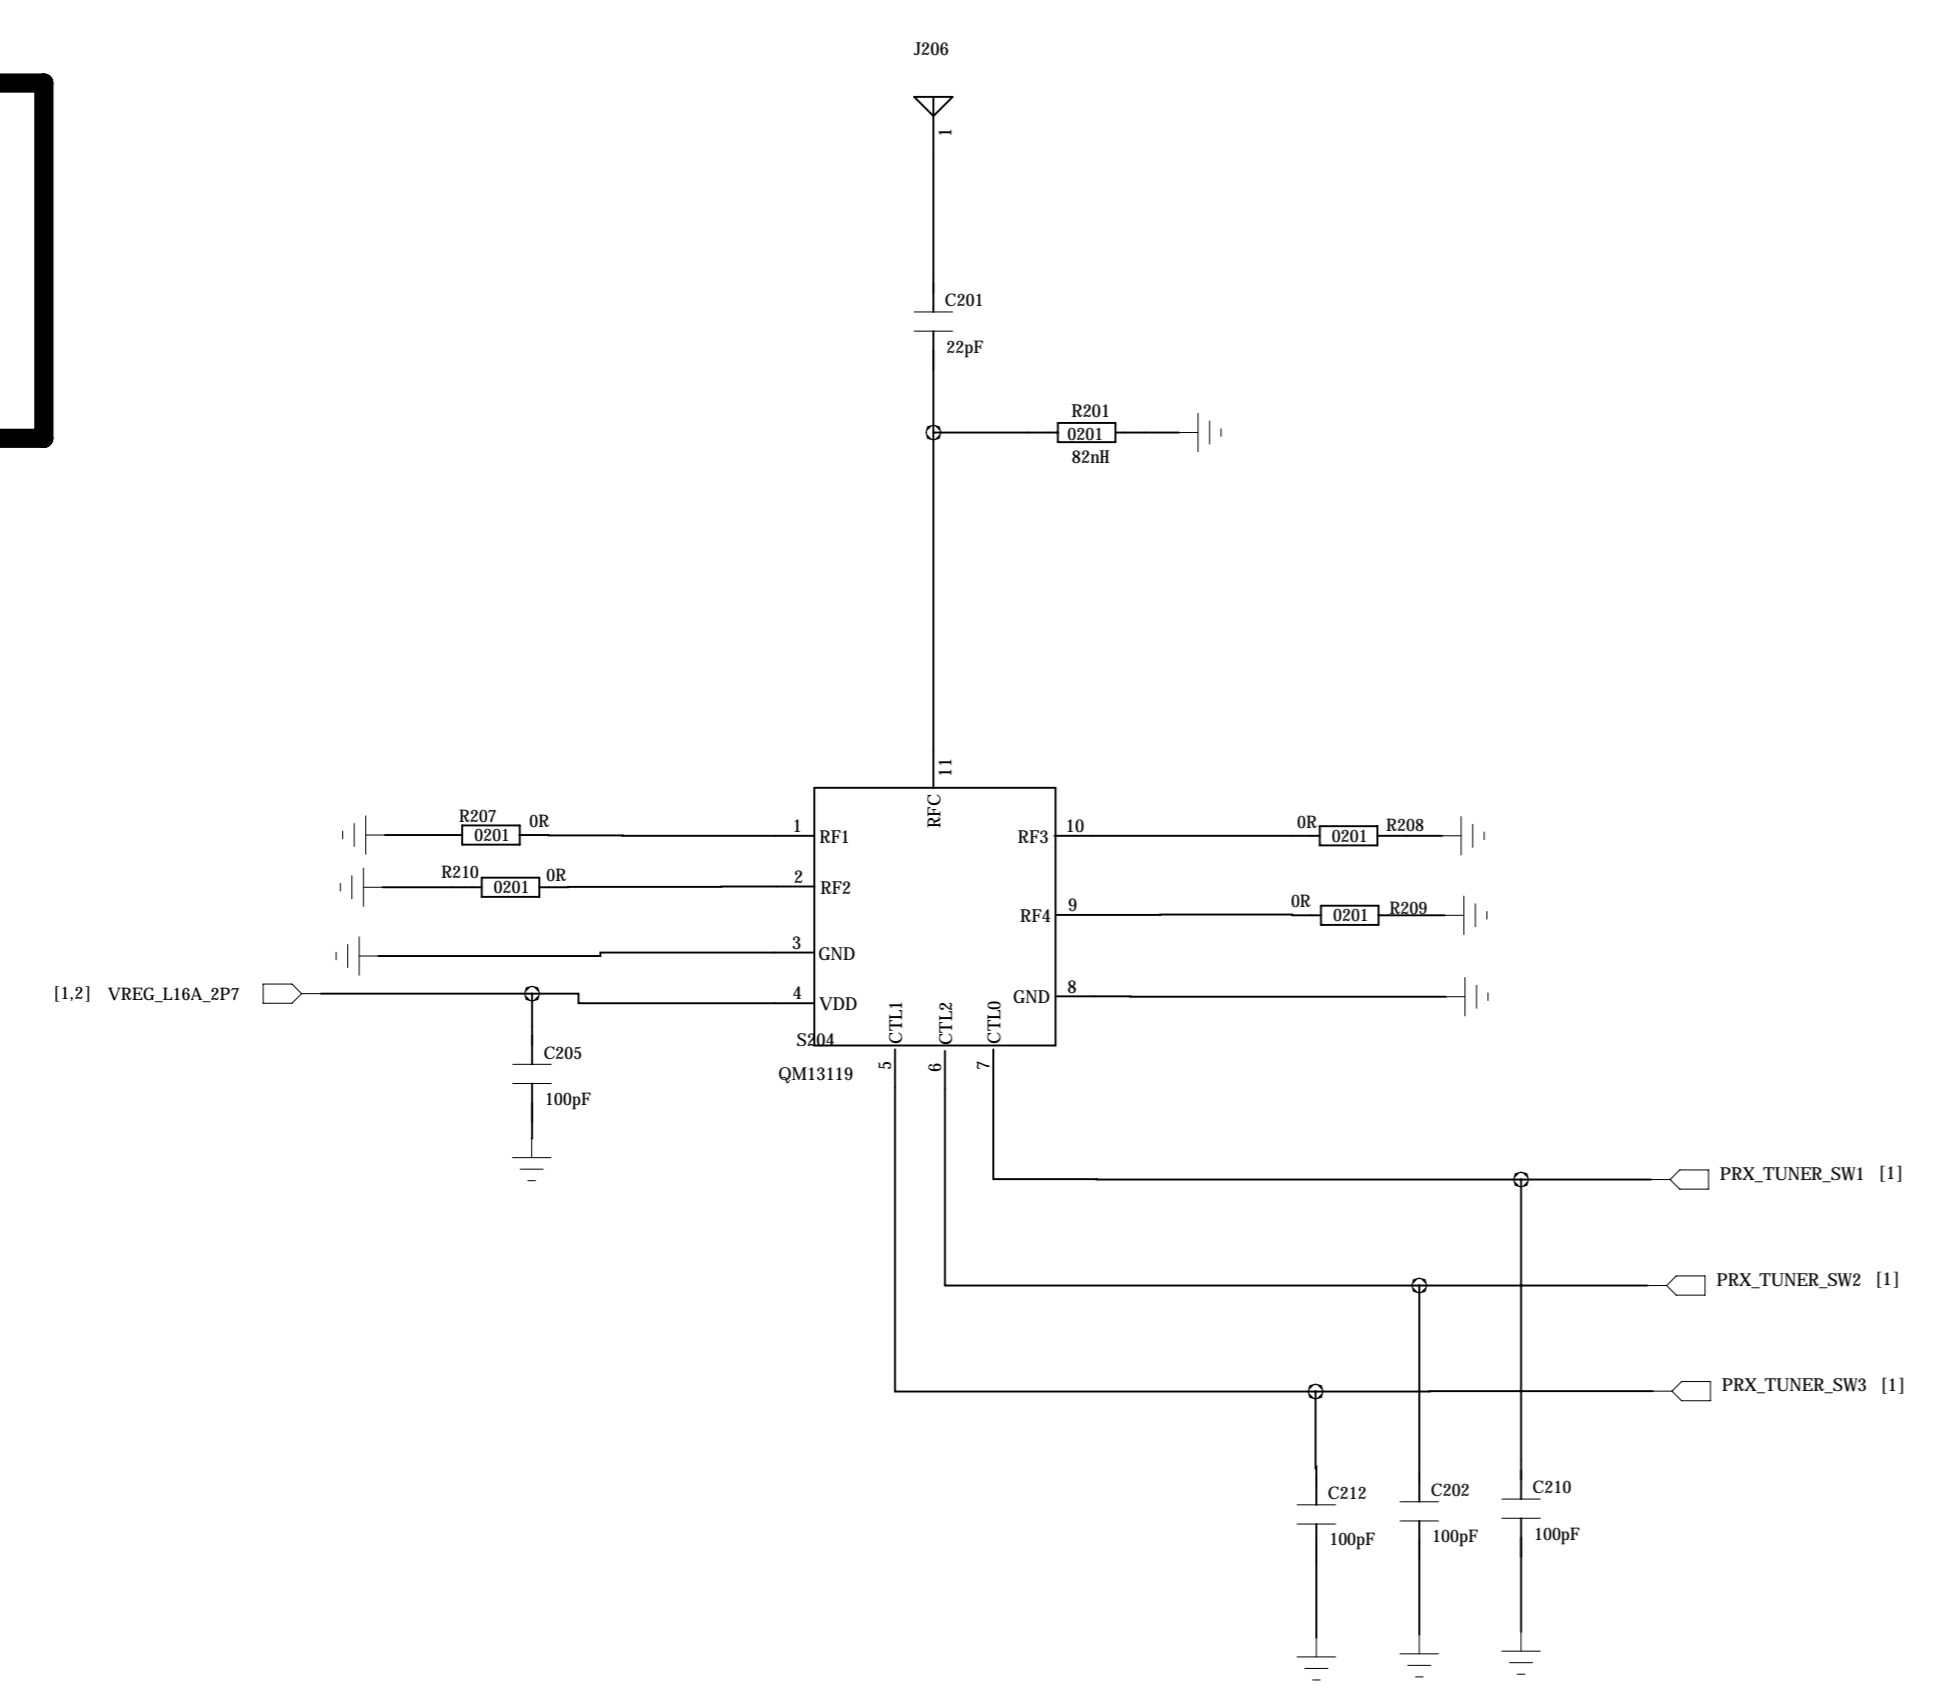 J206
1
C201
22pF
R201
0201
82nH
11
RFC
R207 0R
0201
1 RF1
R210 0R
0201
2 RF2
3 GND
[1,2] VREG_L16A_2P7
4 VDD
C205
100pF
RF3 10
0R R208
0201
RF4 9
0R R209
0201
GND 8
CTL1 CTL2 CTL0
S204
QM13119
5 6 7
PRX_TUNER_SW1 [1]
PRX_TUNER_SW2 [1]
PRX_TUNER_SW3 [1]
C212
100pF
C202
100pF
C210
100pF